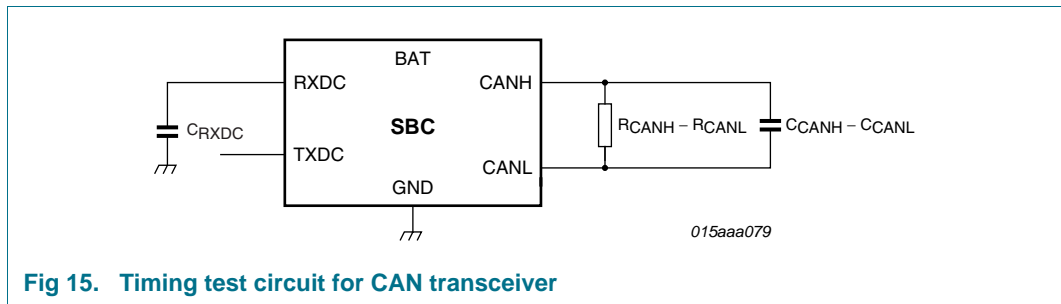 BAT
RXDC
CANH
CRXDC
SBC
RCANH – RCANL
CCANH – CCANL
TXDC
CANL
GND
015aaa079
Fig 15. Timing test circuit for CAN transceiver